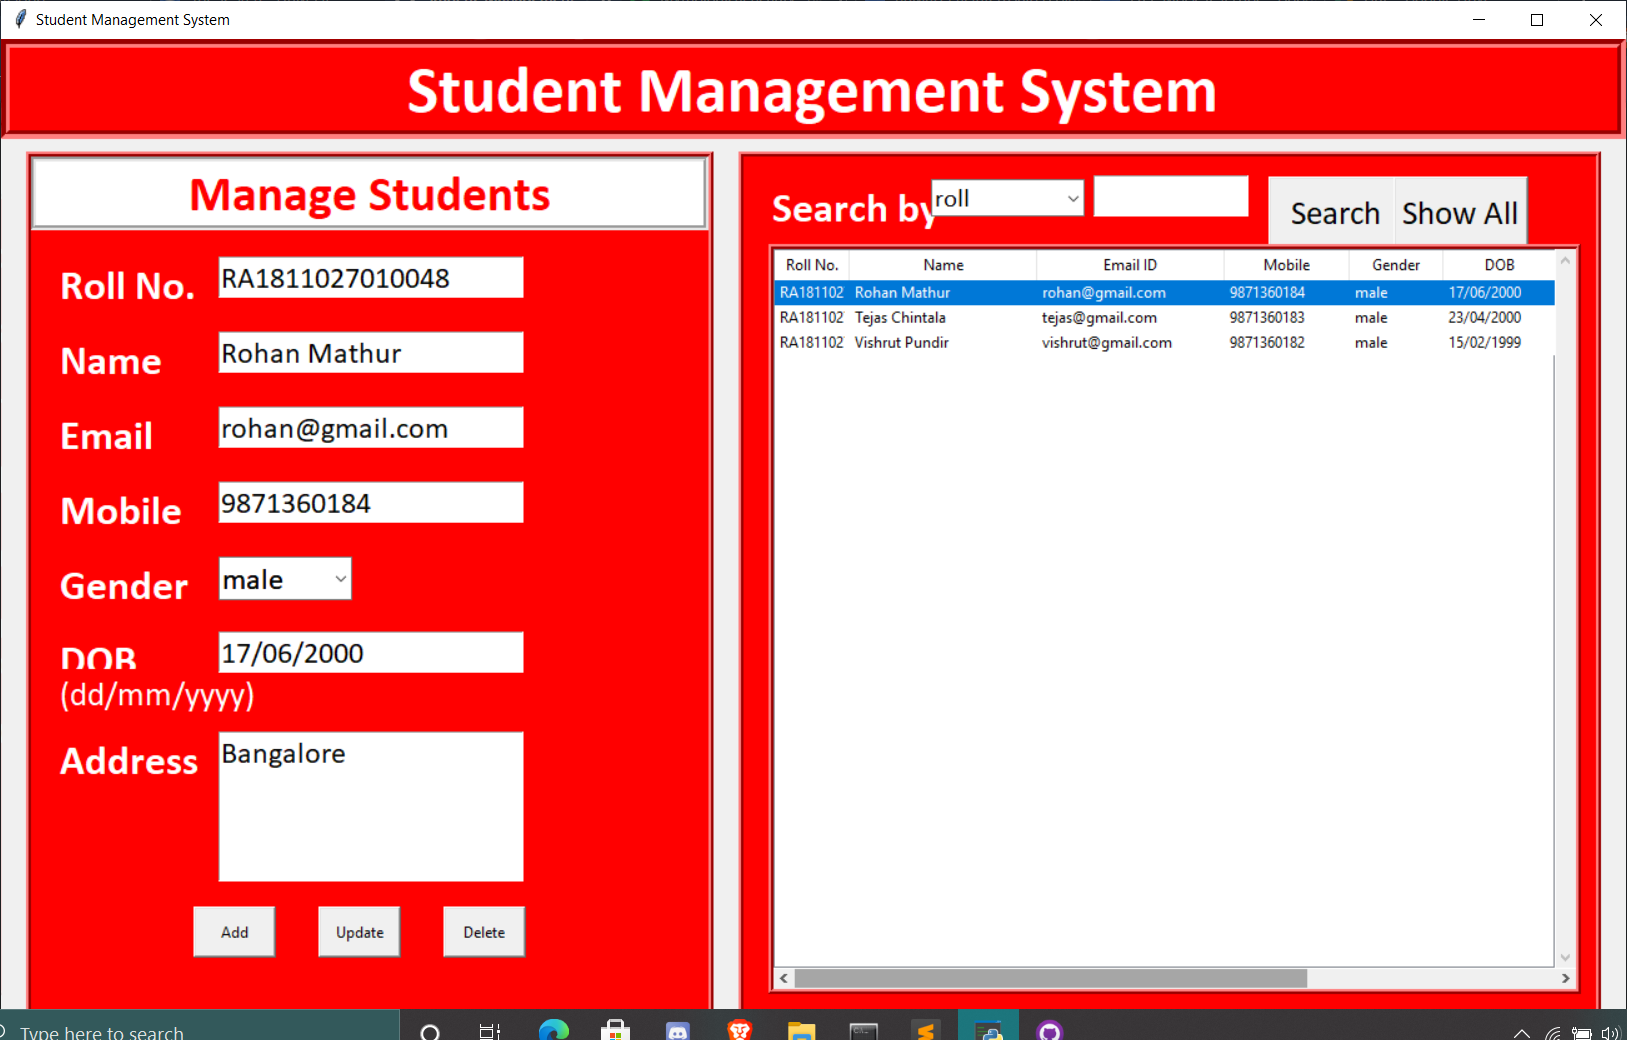 Student Management System
Student Management System
Manage Students
Roll No. RA1811027010048
Name Rohan Mathur
Email rohan@gmail.com
Mobile 9871360184
Gender male
DOB 17/06/2000
(dd/mm/yyyy)
Address Bangalore
Add Update Delete
Search by roll Search Show All
Roll No. Name Email ID Mobile Gender DOB
RA181102 Rohan Mathur rohan@gmail.com 9871360184 male 17/06/2000
RA181102 Tejas Chintala tejas@gmail.com 9871360183 male 23/04/2000
RA181102 Vishrut Pundir vishrut@gmail.com 9871360182 male 15/02/1999
Type here to search